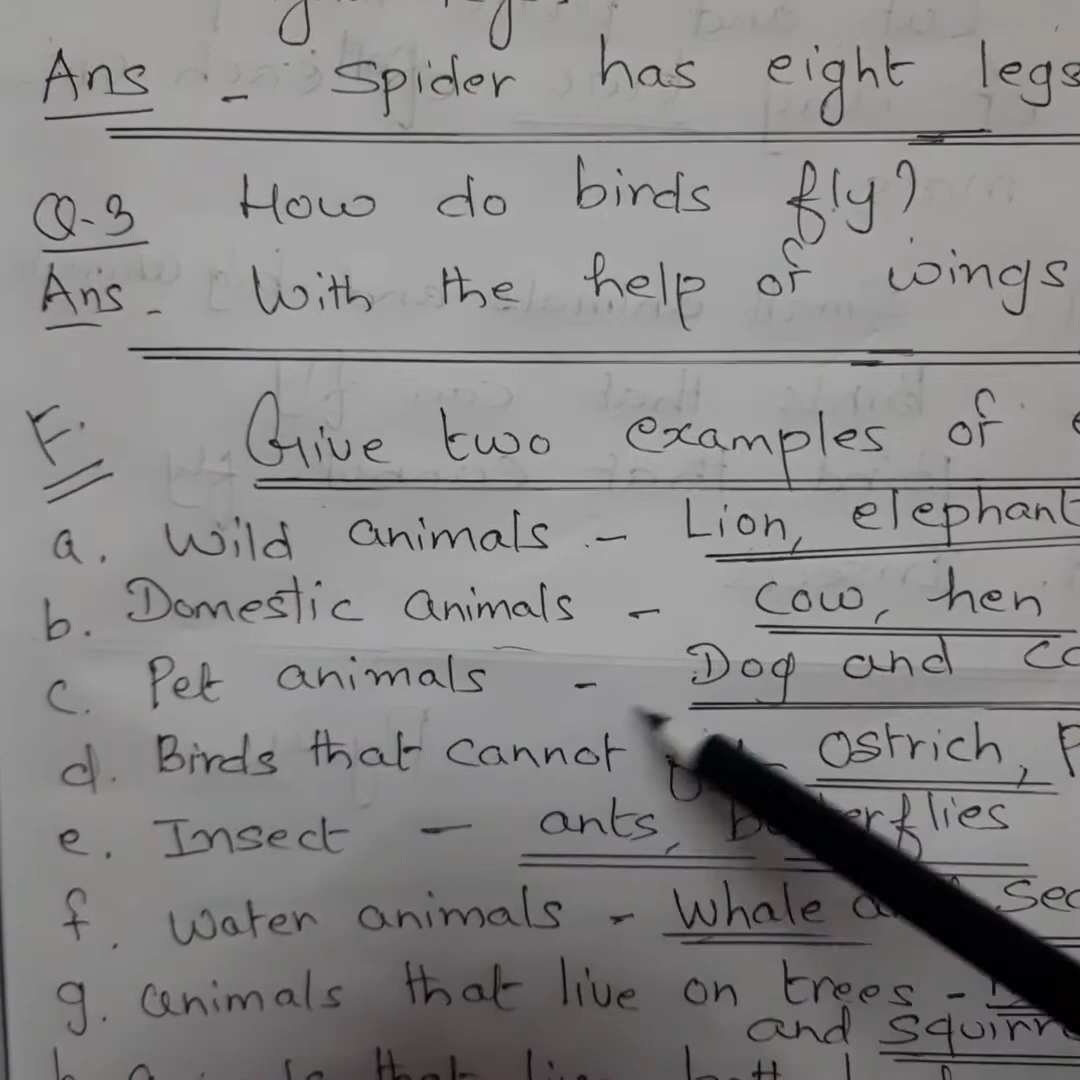 Ans - Spider has eight legs
Q-3 How do birds fly?
Ans - With the help of wings
F. Give two examples of
a. Wild animals - Lion, elephant
b. Domestic animals - Cow, hen
c. Pet animals - Dog and
d. Birds that cannot - Ostrich,
e. Insect - ants, Butterflies
f. Water animals - Whale
g. animals that live on trees -
and squirr